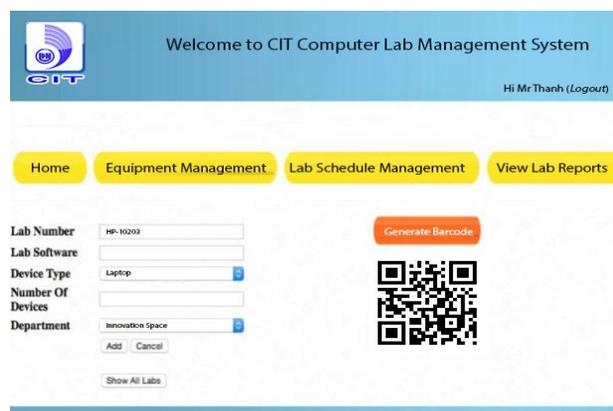 Welcome to CIT Computer Lab Management System
CIT
Hi Mr Thanh (Logout)
Home
Equipment Management
Lab Schedule Management
View Lab Reports
Lab Number
HP-10203
Generate Barcode
Lab Software
Device Type
Laptop
Number Of
Devices
Department
Innovation Space
Add
Cancel
Show All Labs